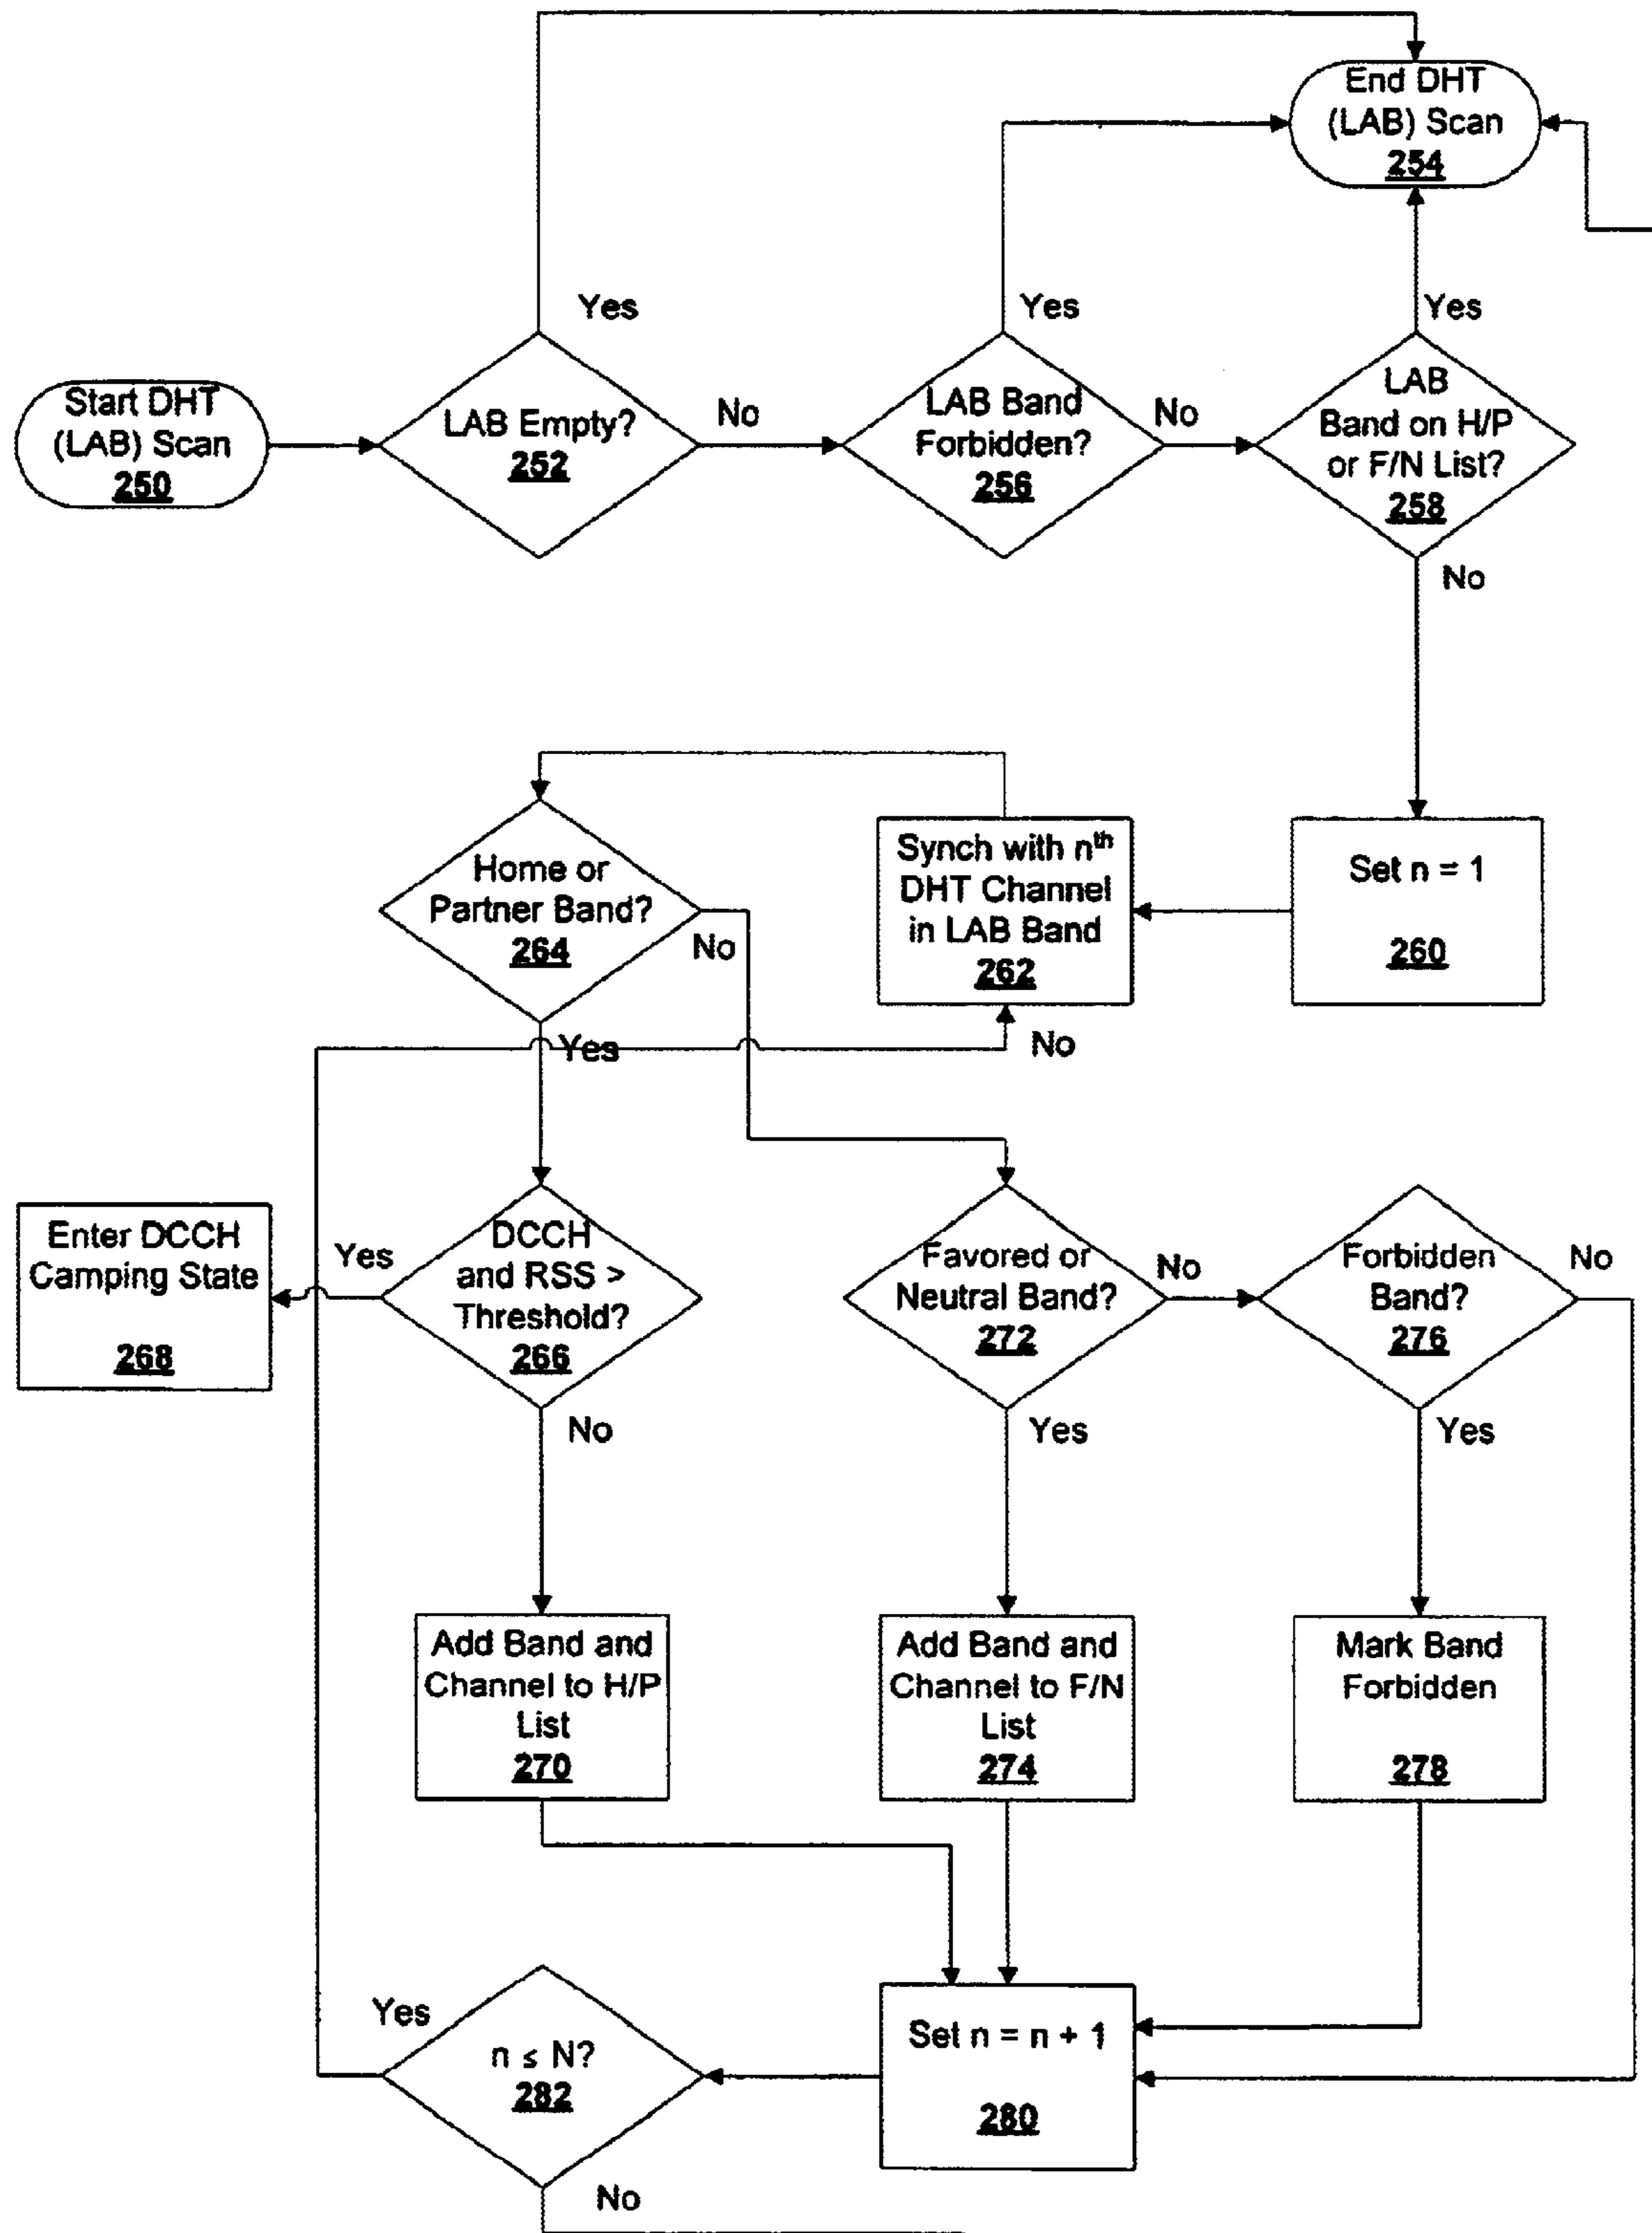 End DHT
(LAB) Scan
254
Yes
Yes
Yes
Start DHT
(LAB) Scan
250
LAB Empty?
252
No
LAB Band
Forbidden?
256
No
LAB
Band on H/P
or F/N List?
258
No
Home or
Partner Band?
264
No
Yes
Synch with nth
DHT Channel
in LAB Band
262
No
Set n = 1
260
Enter DCCH
Camping State
268
Yes
DCCH
and RSS >
Threshold?
266
No
Favored or
Neutral Band?
272
No
Yes
Forbidden
Band?
276
No
Yes
Add Band and
Channel to H/P
List
270
Add Band and
Channel to F/N
List
274
Mark Band
Forbidden
278
Yes
n ≤ N?
282
No
Set n = n + 1
280